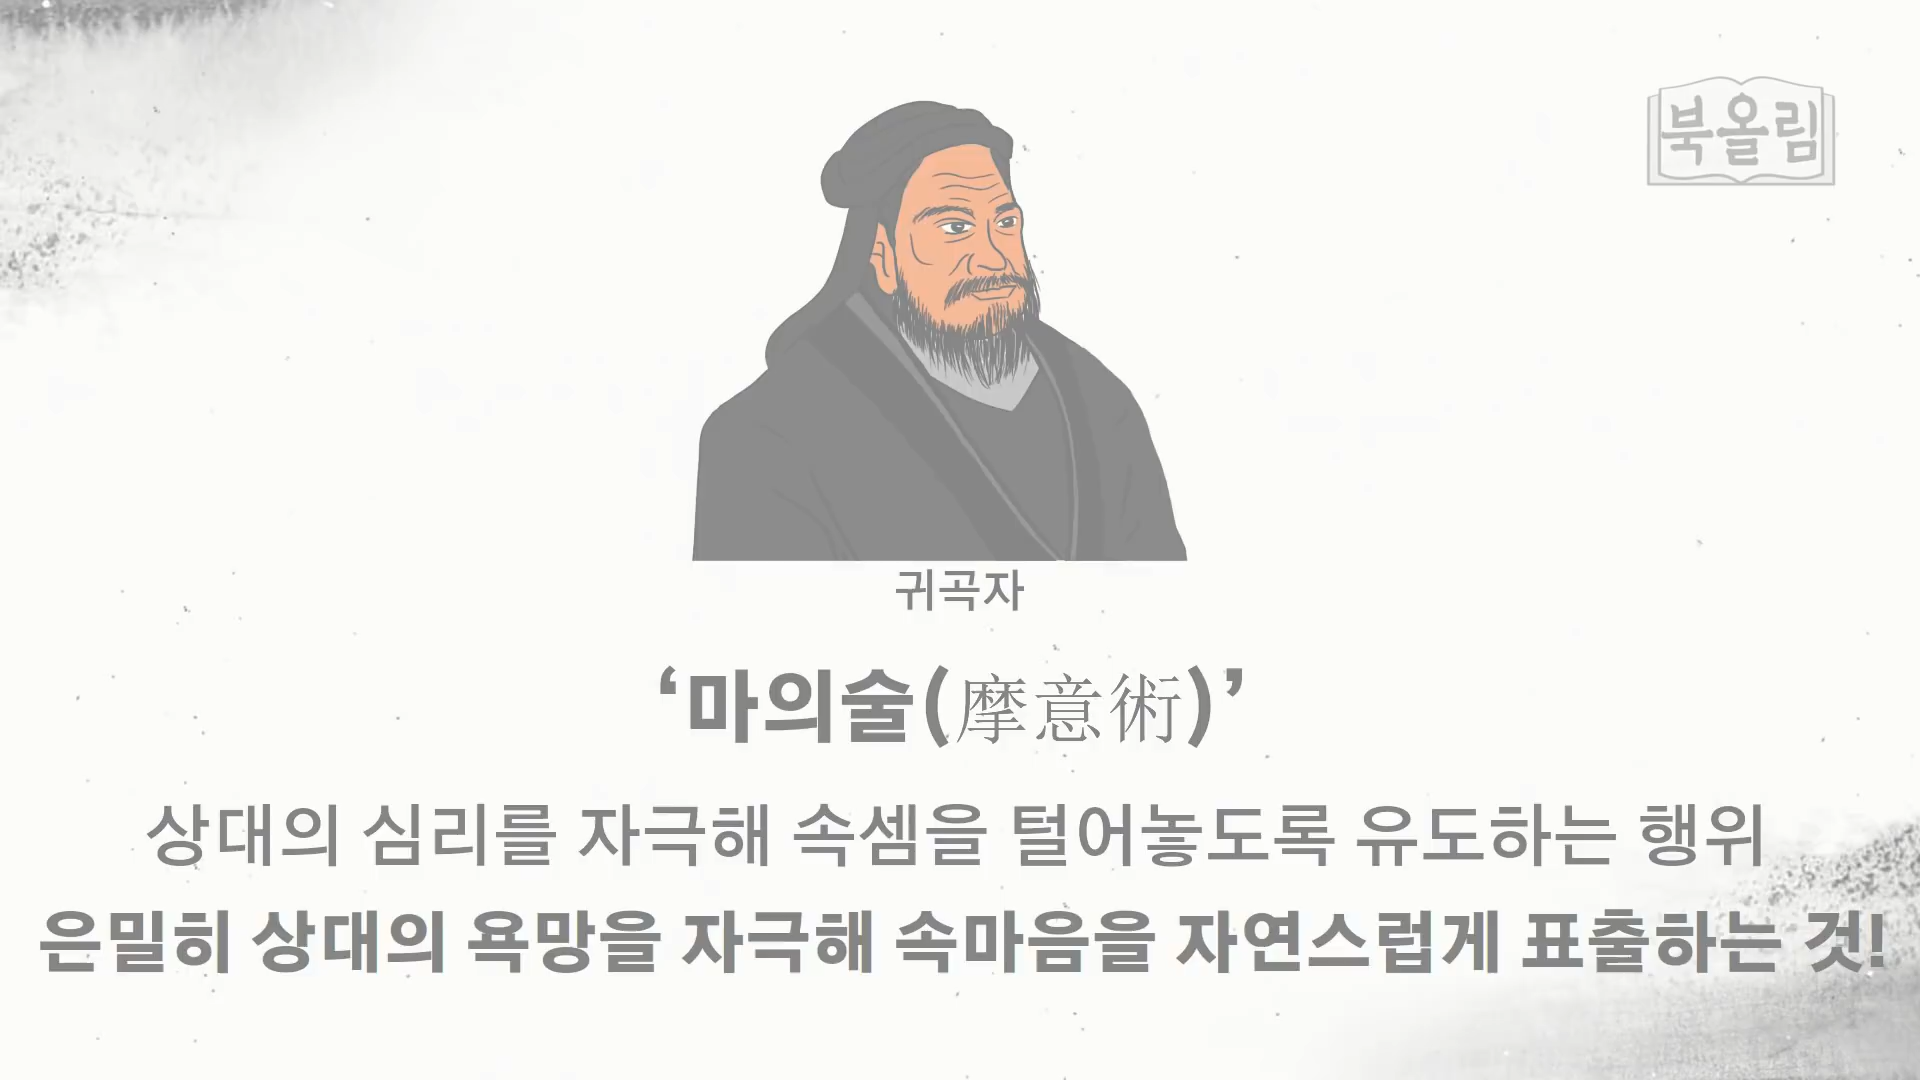 북올림
귀곡자
‘마의술(摩意術)’
상대의 심리를 자극해 속셈을 털어놓도록 유도하는 행위
은밀히 상대의 욕망을 자극해 속마음을 자연스럽게 표출하는 것!